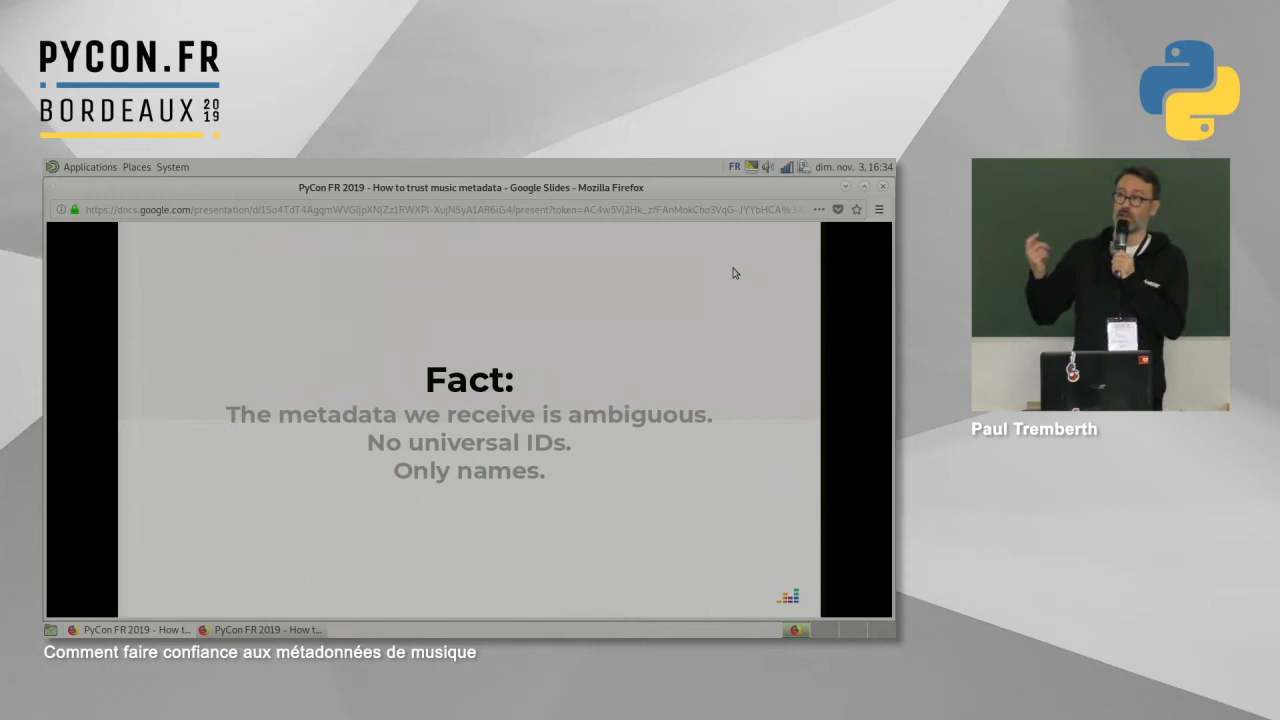 PYCON.FR
BORDEAUX 2019
Applications Places System
FR
dim. nov. 3, 16:34
PyCon FR 2019 - How to trust music metadata - Google Slides - Mozilla Firefox
Fact:
The metadata we receive is ambiguous.
No universal IDs.
Only names.
PyCon FR 2019 - How t...
PyCon FR 2019 - How t...
Comment faire confiance aux métadonnées de musique
Paul Tremberth